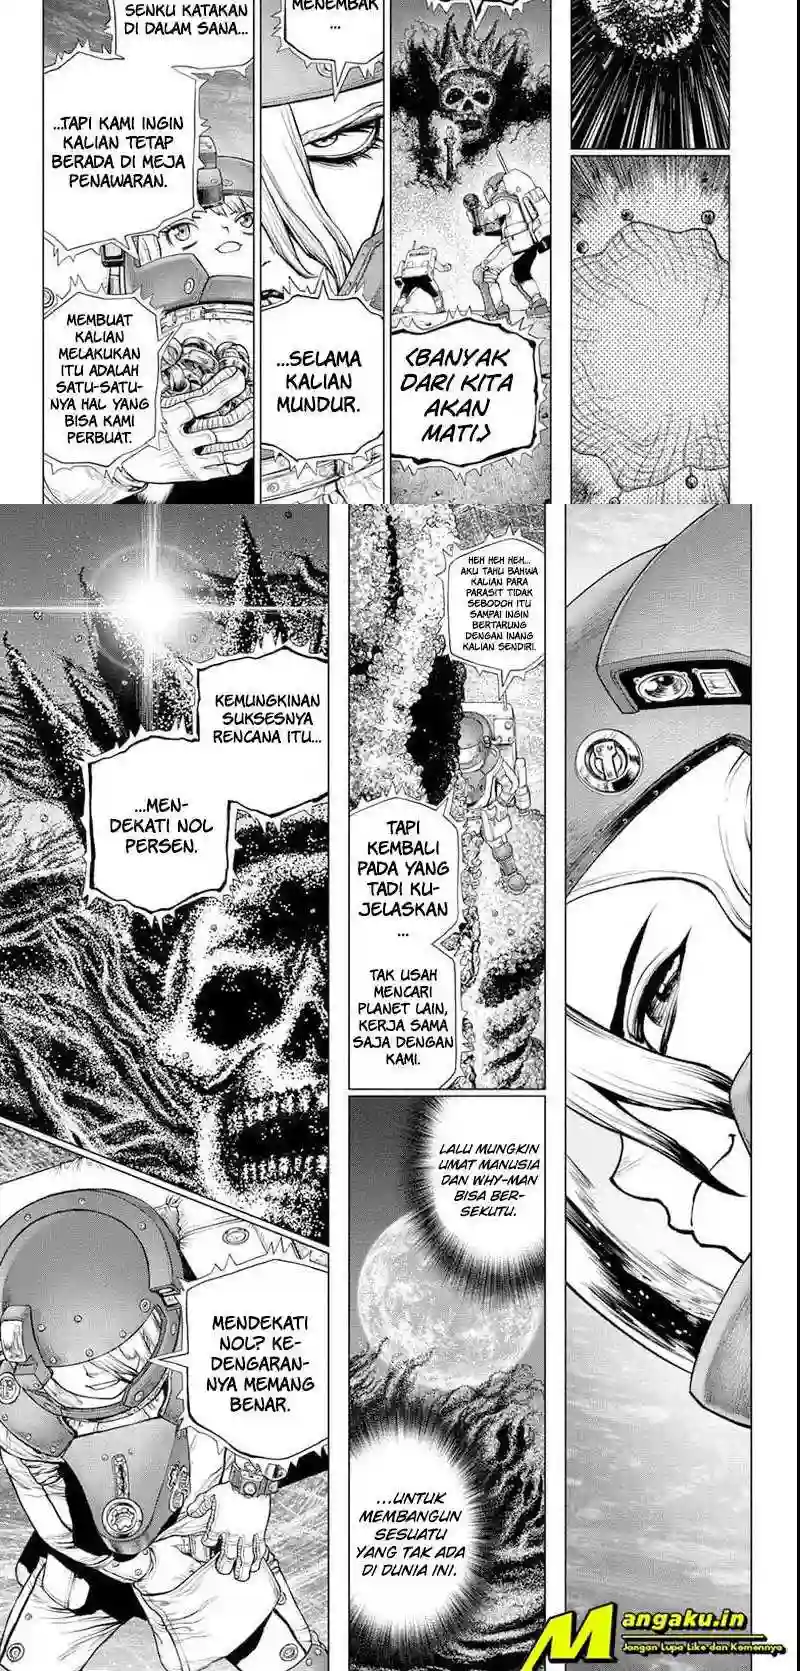 SENKU KATAKAN
DI DALAM SANA...
...TAPI KAMI INGIN
KALIAN TETAP
BERADA DI MEJA
PENAWARAN.
MEMBUAT
KALIAN
MELAKUKAN
ITU ADALAH
SATU-SATU-
NYA HAL YANG
BISA KAMI
PERBUAT.
MENEMBAK
...
...SELAMA
KALIAN
MUNDUR.
<BANYAK
DARI KITA
AKAN
MATI.>
KEMUNGKINAN
SUKSESNYA
RENCANA ITU...
...MEN-
DEKATI NOL
PERSEN.
MENDEKATI
NOL? KE-
DENGARAN-
NYA MEMANG
BENAR.
HEH HEH HEH...
AKU TAHU BAHWA
KALIAN PARA
PARASIT TIDAK
SEBODOH ITU
SAMPAI INGIN
BERTARUNG
DENGAN INANG
KALIAN SENDIRI.
TAPI
KEMBALI
PADA YANG
TADI KU-
JELASKAN
...
TAK USAH
MENCARI
PLANET LAIN,
KERJA SAMA
SAJA DENGAN
KAMI.
LALU MUNGKIN
UMAT MANUSIA
DAN WHY-MAN
BISA BER-
SEKUTU.
...UNTUK
MEMBANGUN
SESUATU
YANG TAK ADA
DI DUNIA INI.
Mangaku.in
Jangan Lupa Like dan Komennya